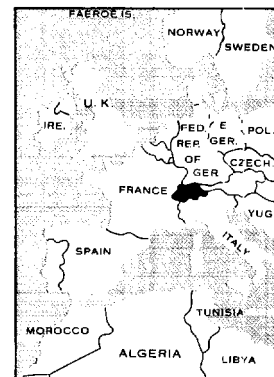 FAEROE IS.
NORWAY
SWEDEN
U. K.
IRE.
FED.
REP.
OF
GER
E
GER.
POL.
CZECH.
FRANCE
YUG
ITALY
SPAIN
TUNISIA
MOROCCO
ALGERIA
LIBYA